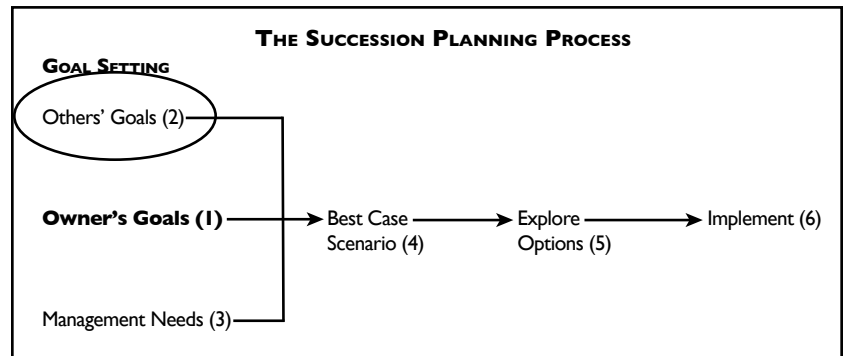 THE SUCCESSION PLANNING PROCESS
GOAL SETTING
Others' Goals (2)
Owner's Goals (1)
Best Case
Scenario (4)
Explore
Options (5)
Implement (6)
Management Needs (3)